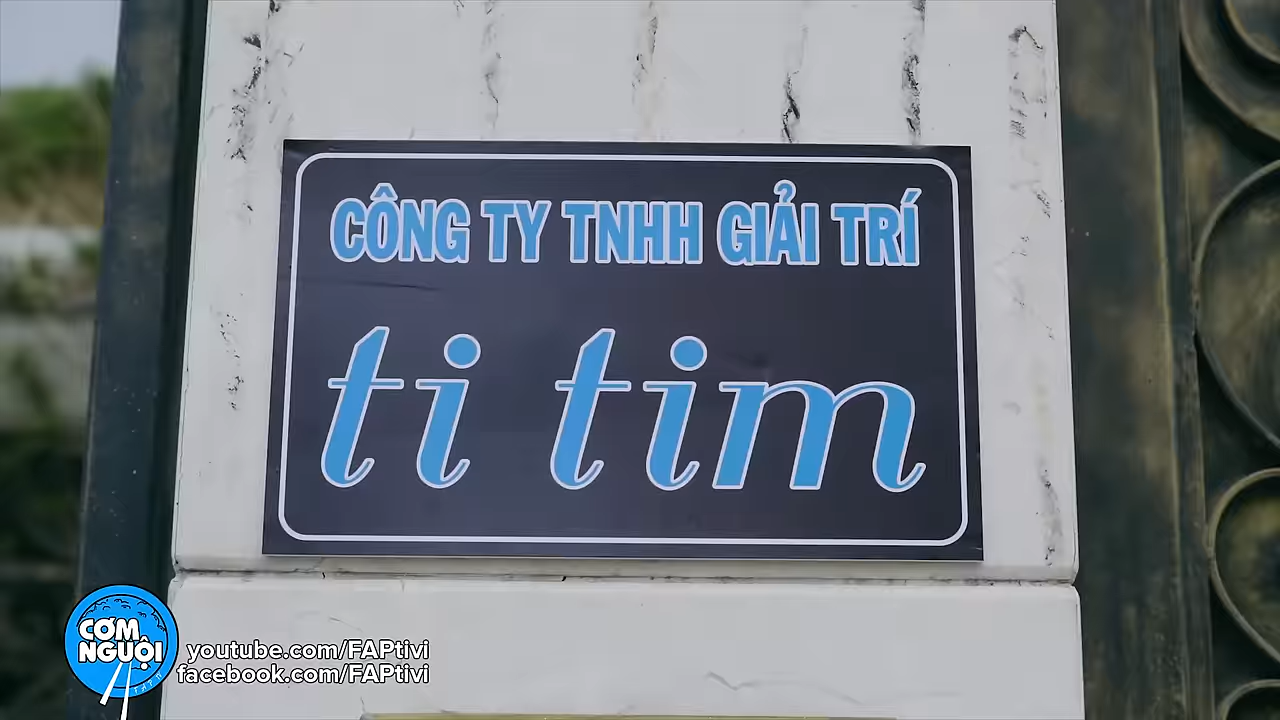 CÔNG TY TNHH GIẢI TRÍ
ti tim
CƠM
NGUỘI
youtube.com/FAPtivi
facebook.com/FAPtivi